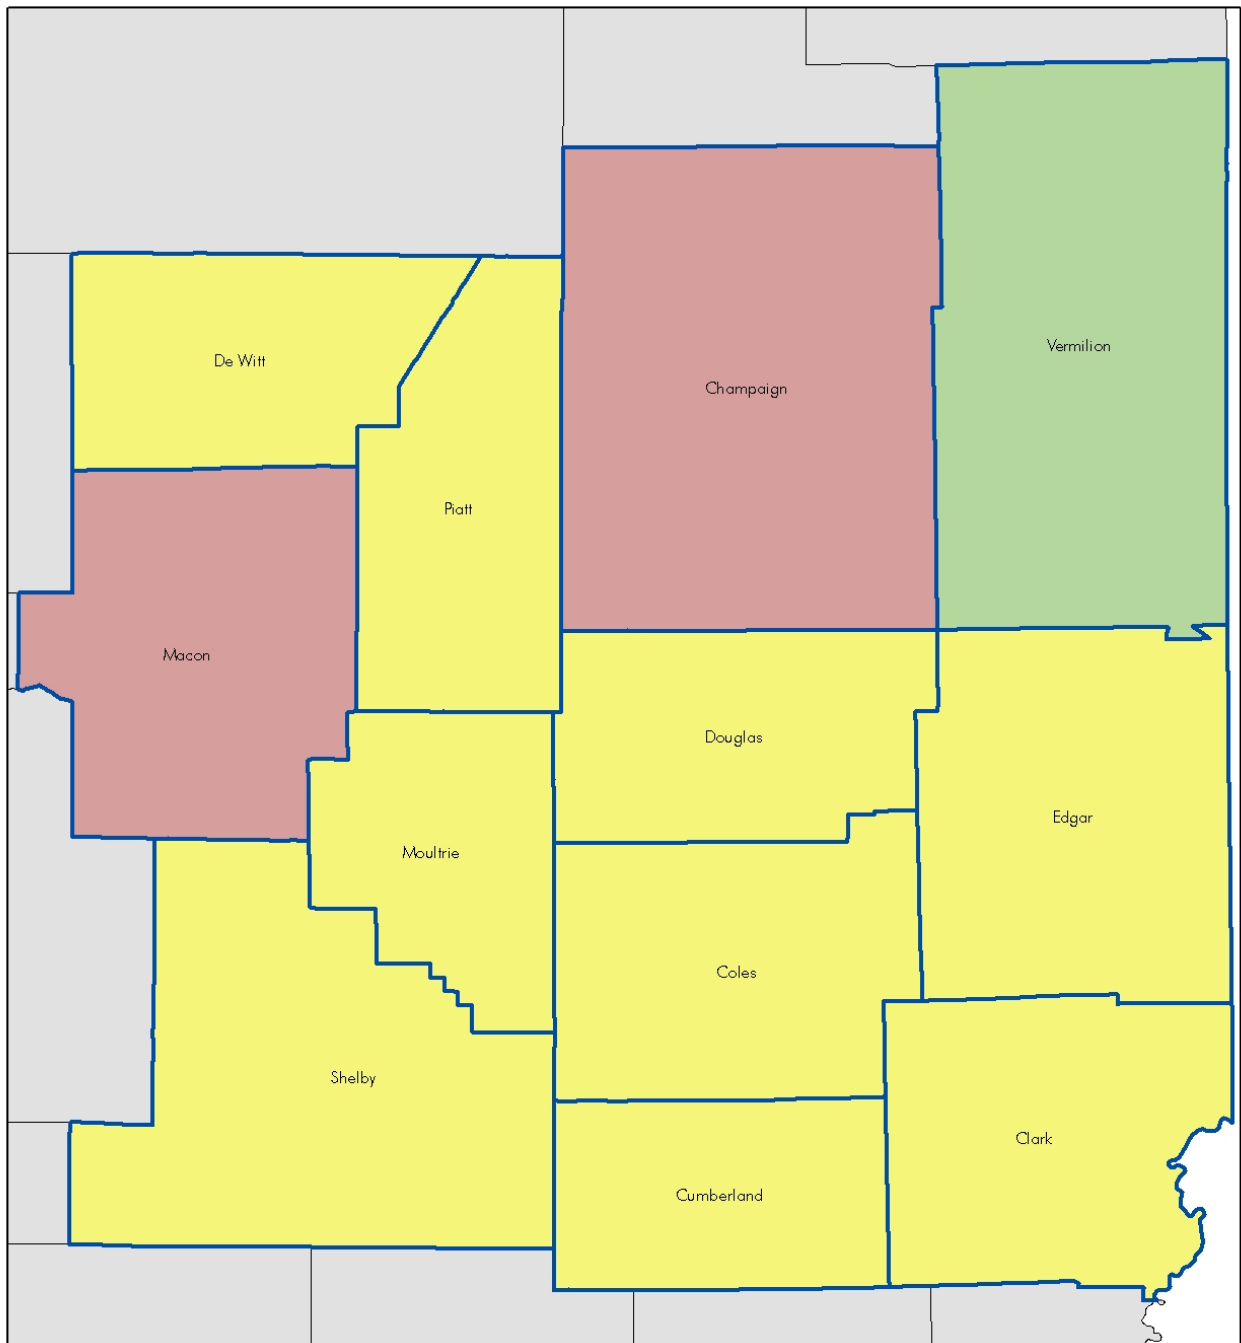 Vermilion
De Witt
Champaign
Piatt
Macon
Douglas
Edgar
Moultrie
Coles
Shelby
Clark
Cumberland